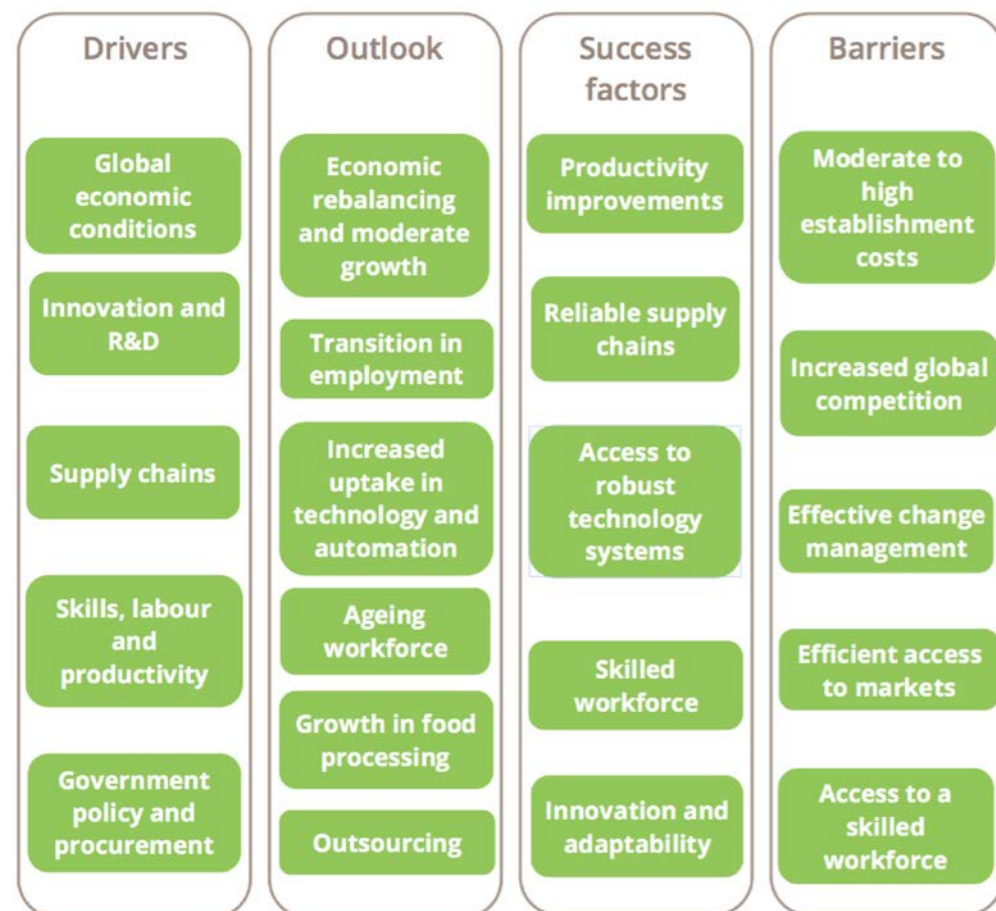 Drivers
Global
economic
conditions
Innovation and
R&D
Supply chains
Skills, labour
and
productivity
Government
policy and
procurement
Outlook
Economic
rebalancing
and moderate
growth
Transition in
employment
Increased
uptake in
technology and
automation
Ageing
workforce
Growth in food
processing
Outsourcing
Success
factors
Productivity
improvements
Reliable supply
chains
Access to
robust
technology
systems
Skilled
workforce
Innovation and
adaptability
Barriers
Moderate to
high
establishment
costs
Increased global
competition
Effective change
management
Efficient access
to markets
Access to a
skilled
workforce